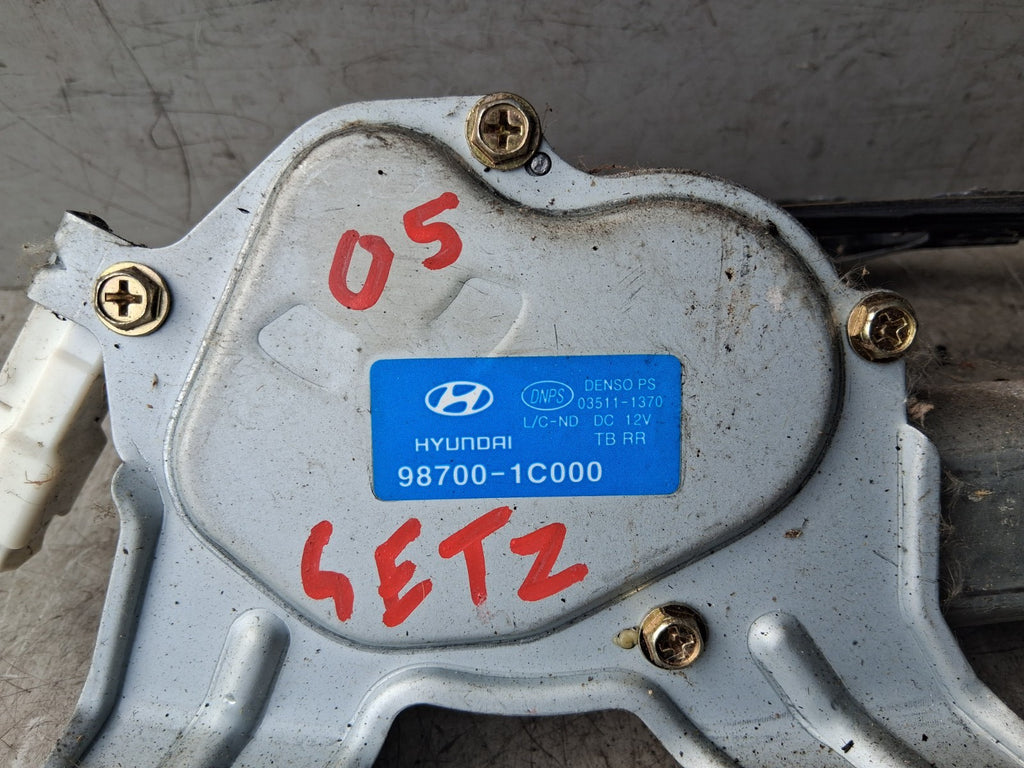 05
DNPS DENSO PS
03511-1370
L/C-ND DC 12V
HYUNDAI TB RR
98700-1C000
GETZ